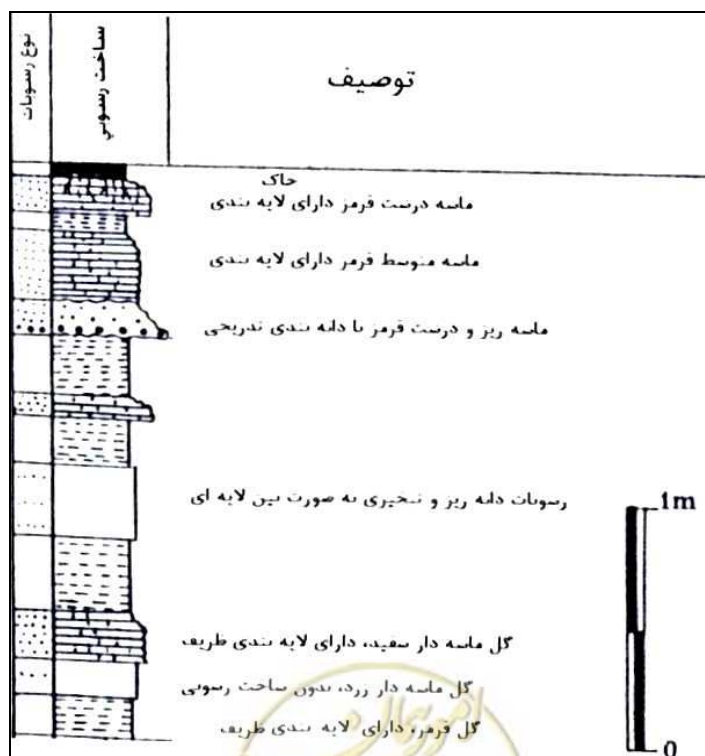 نوع رسوبات
ساخت رسوبي
توصیف
خاک
ماسه درشت قرمز دارای لایه بندی
ماسه متوسط قرمز دارای لایه بندی
ماسه ریز و درشت قرمز با دانه بندی تدریجی
رسوبات دانه ریز و تبخیری به صورت بین لایه ای
1m
گل ماسه دار سفید، دارای لایه بندی ظریف
گل ماسه دار زرد، بدون ساخت رسوبی
گل قرمز، دارای لایه بندی ظریف
0